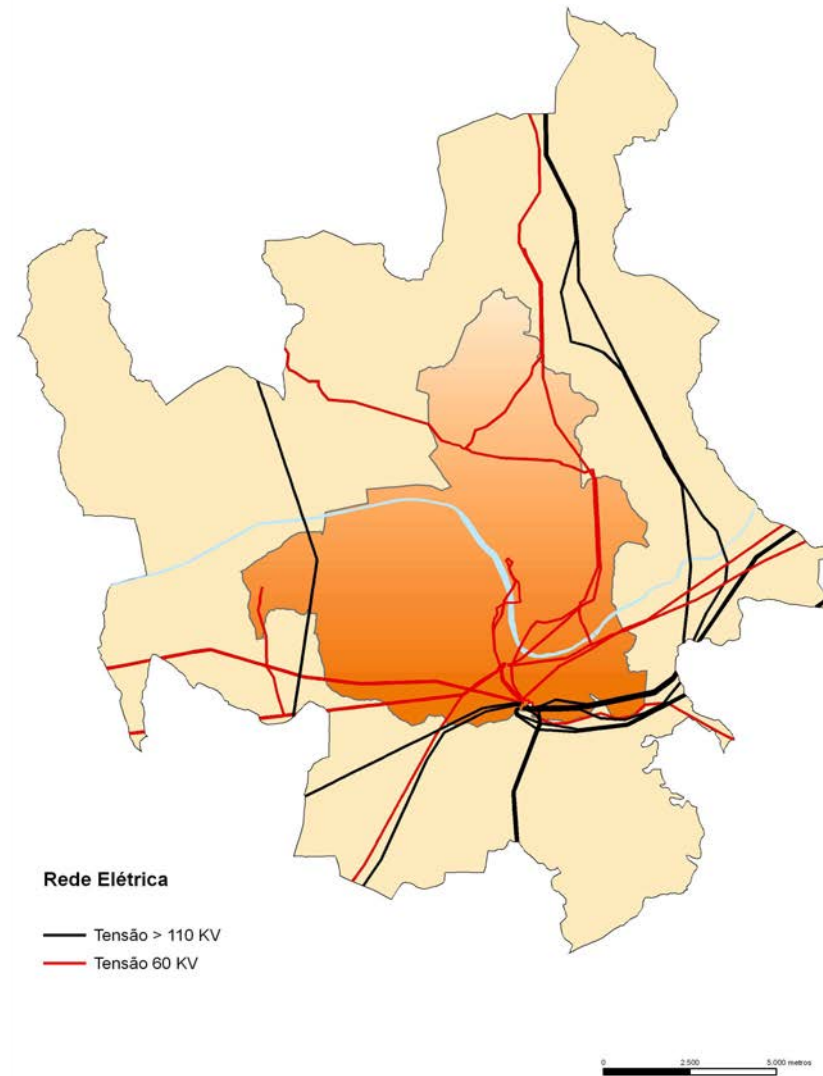 Rede Elétrica
Tensão > 110 KV
Tensão 60 KV
0 2.500 5.000 metros